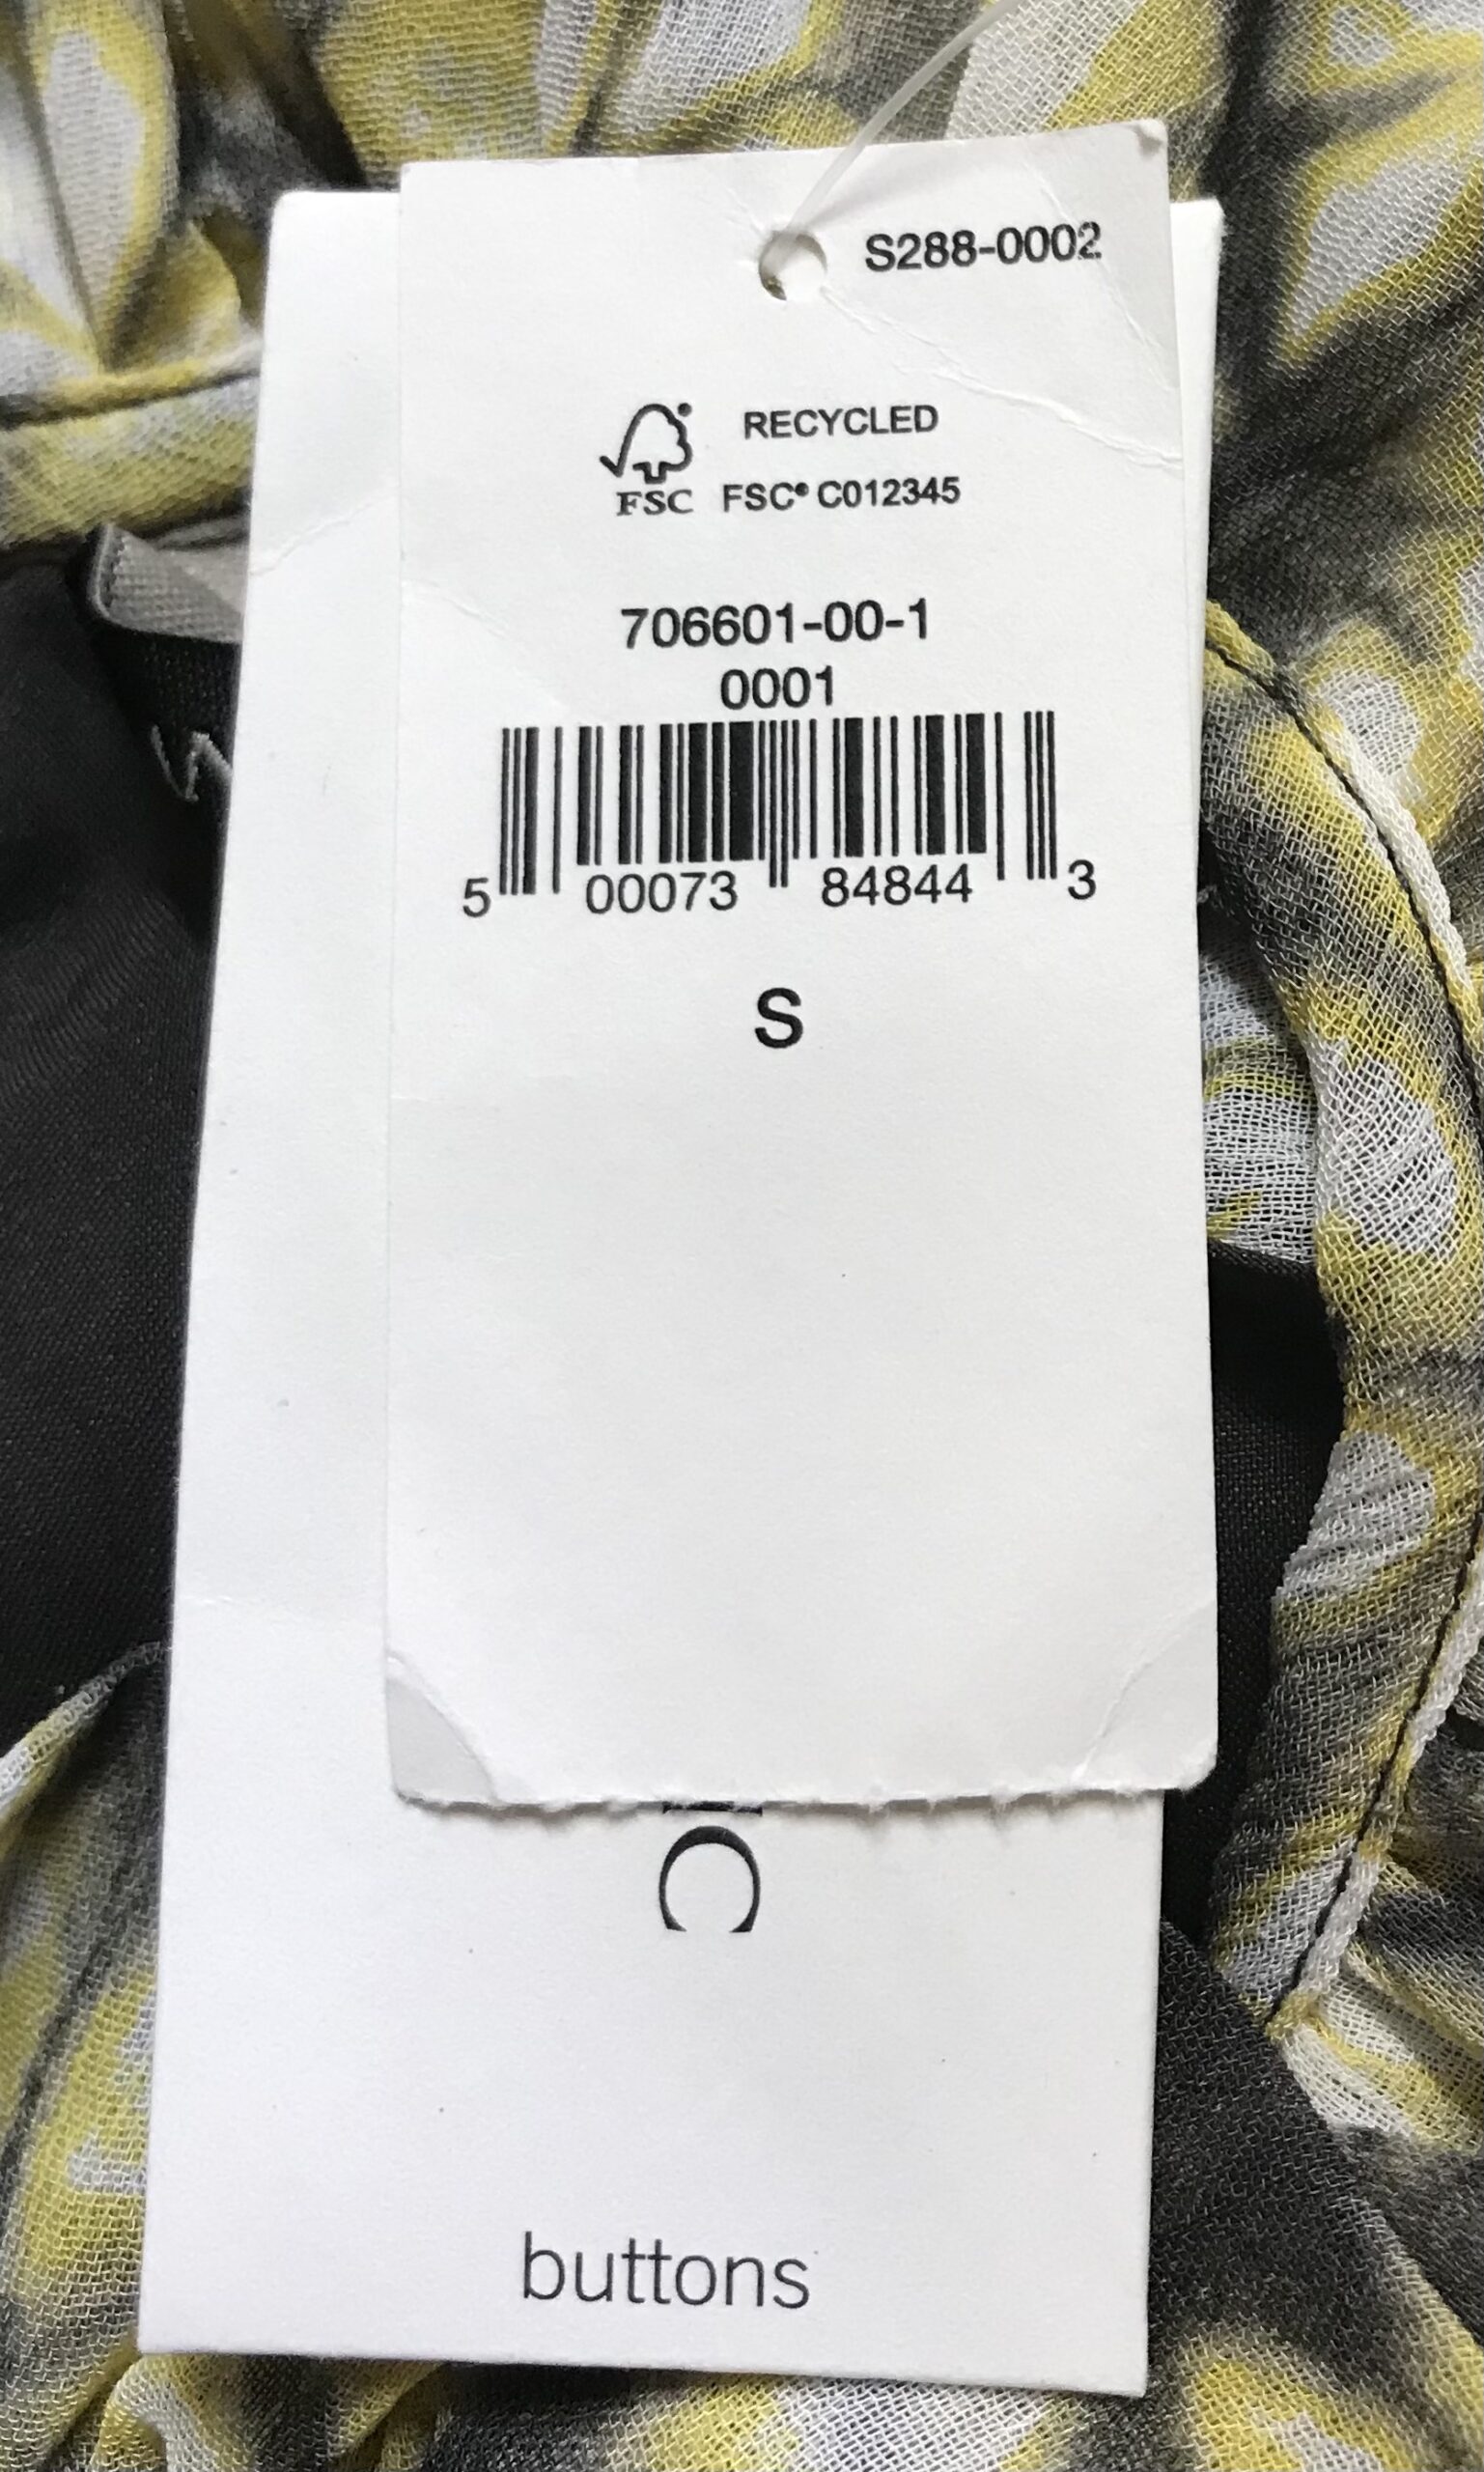 S288-0002
RECYCLED
FSC FSC® C012345
706601-00-1
0001
5 00073 84844 3
S
C
buttons